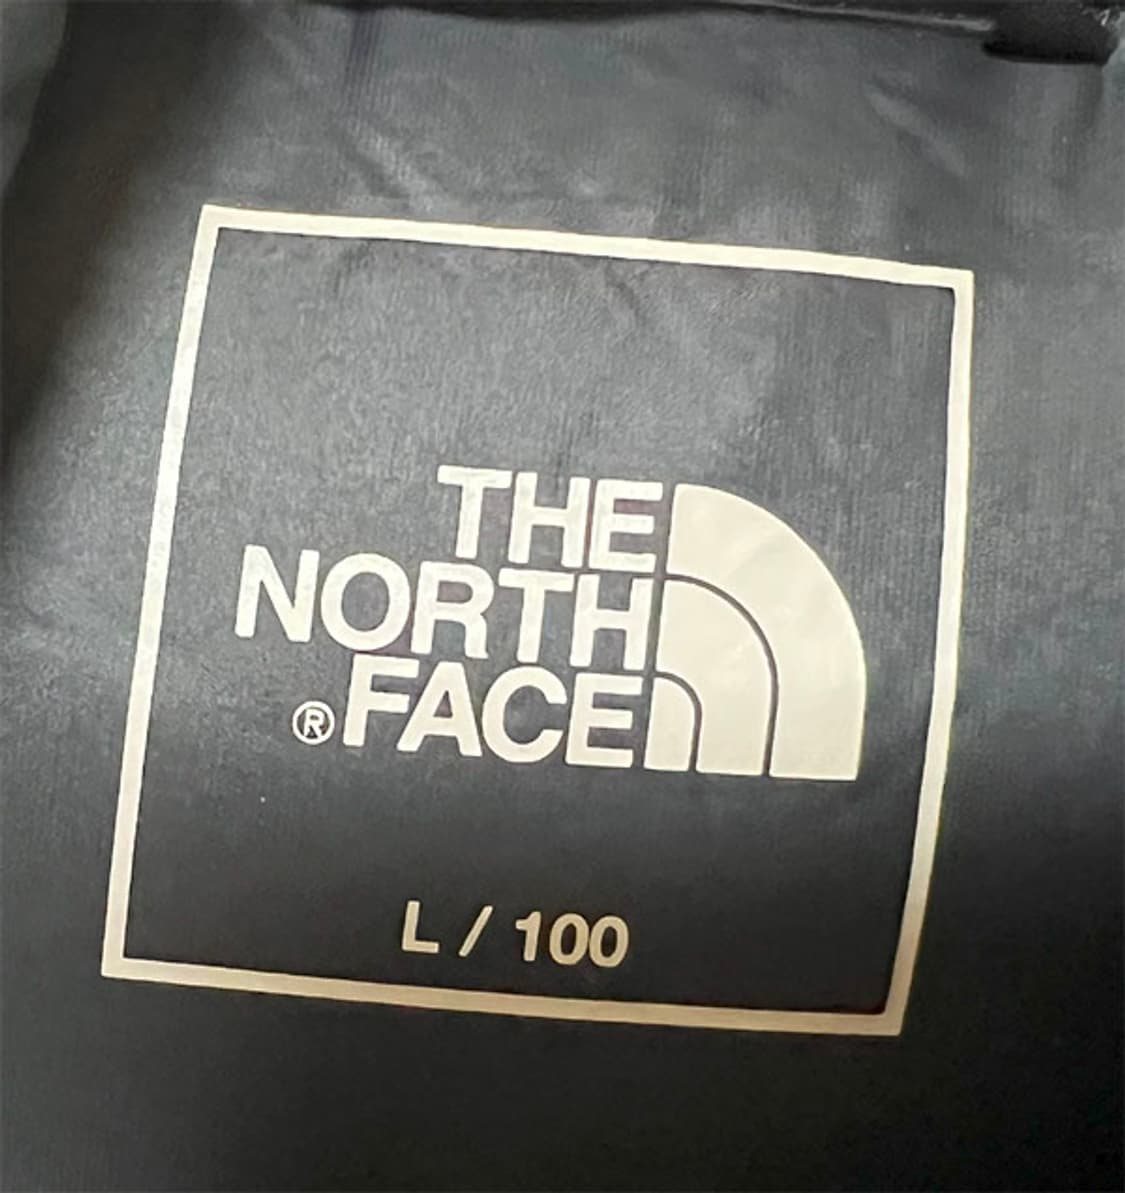 THE
NORTH
®FACE
L / 100